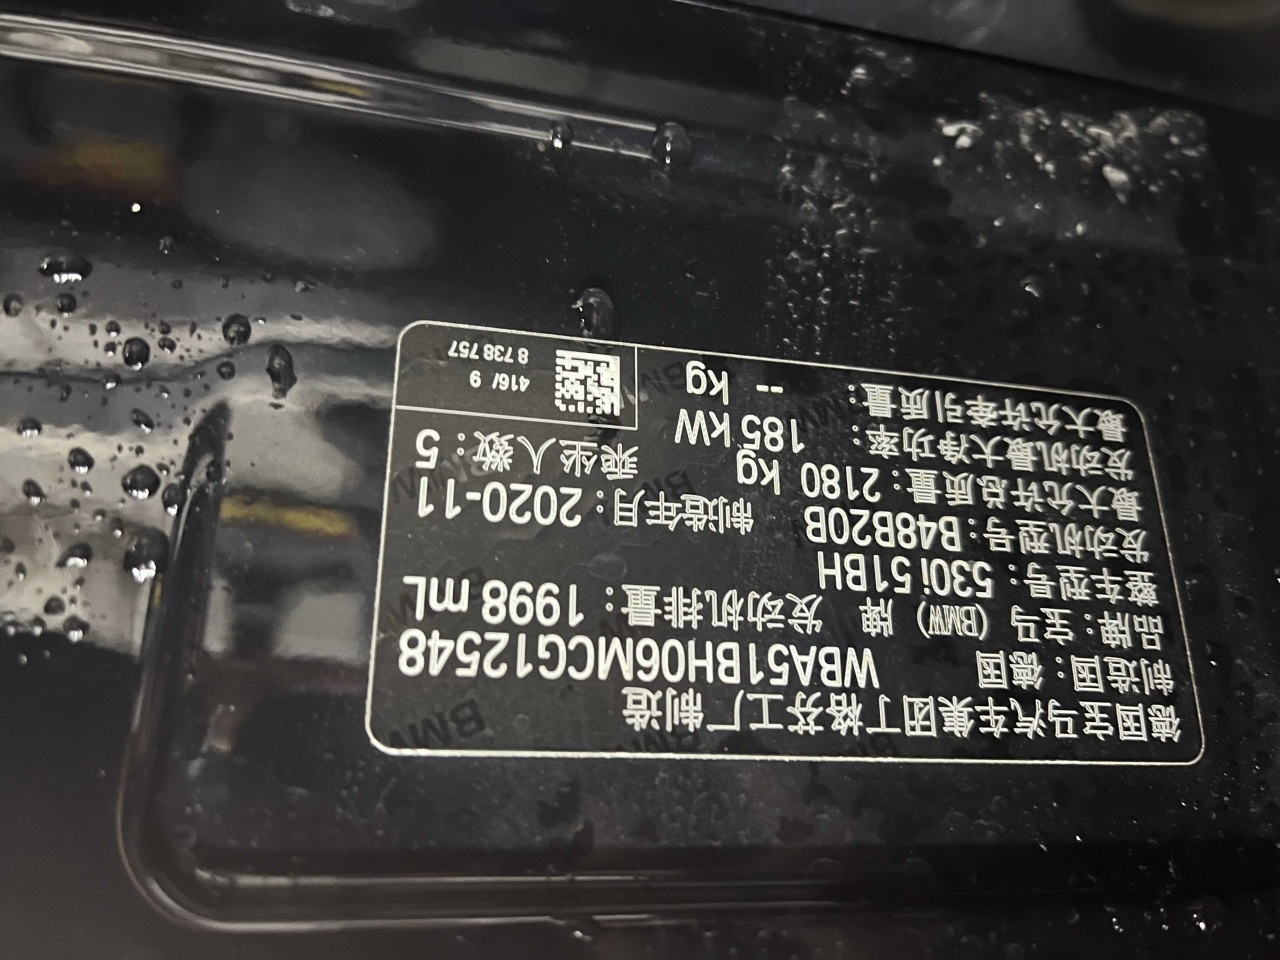 德国宝马汽车集团丁格芬工厂 制造
制造国：德国 WBA51BH06MCG12548
品牌：宝马（BMW）牌 发动机排量：1998 mL
整车型号：530i 51BH
发动机型号：B48B20B 制造年月：2020-11
最大允许总质量：2180 kg 乘坐人数：5
发动机最大净功率： 185 kW
最大允许牵引质量： -- kg
416/ 9
8 738 757